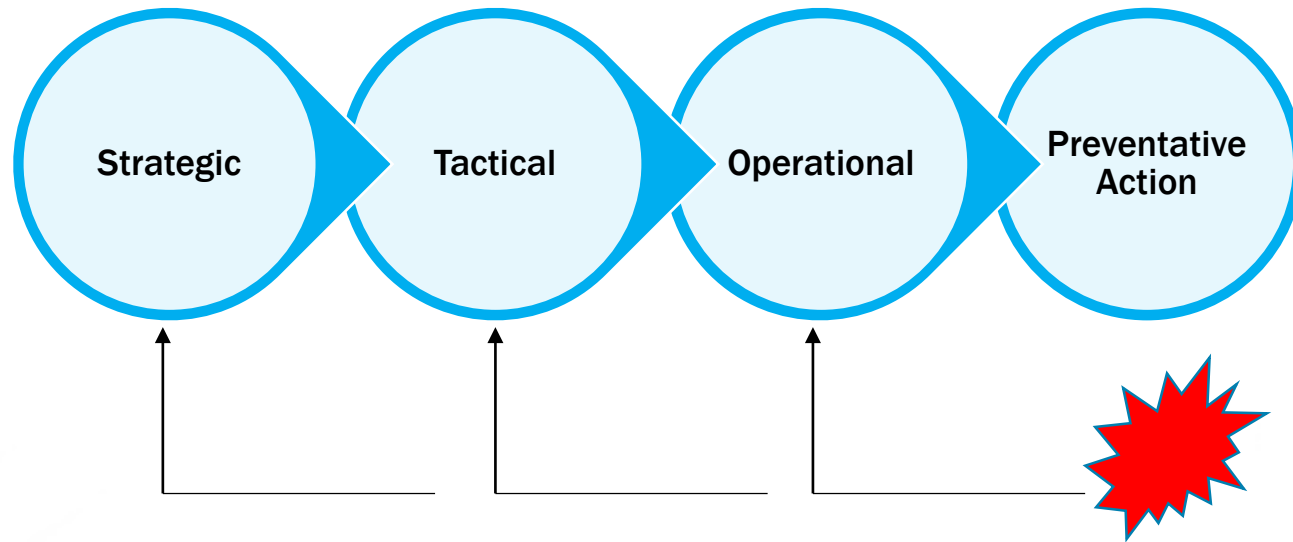 Strategic
Tactical
Operational
Preventative
Action